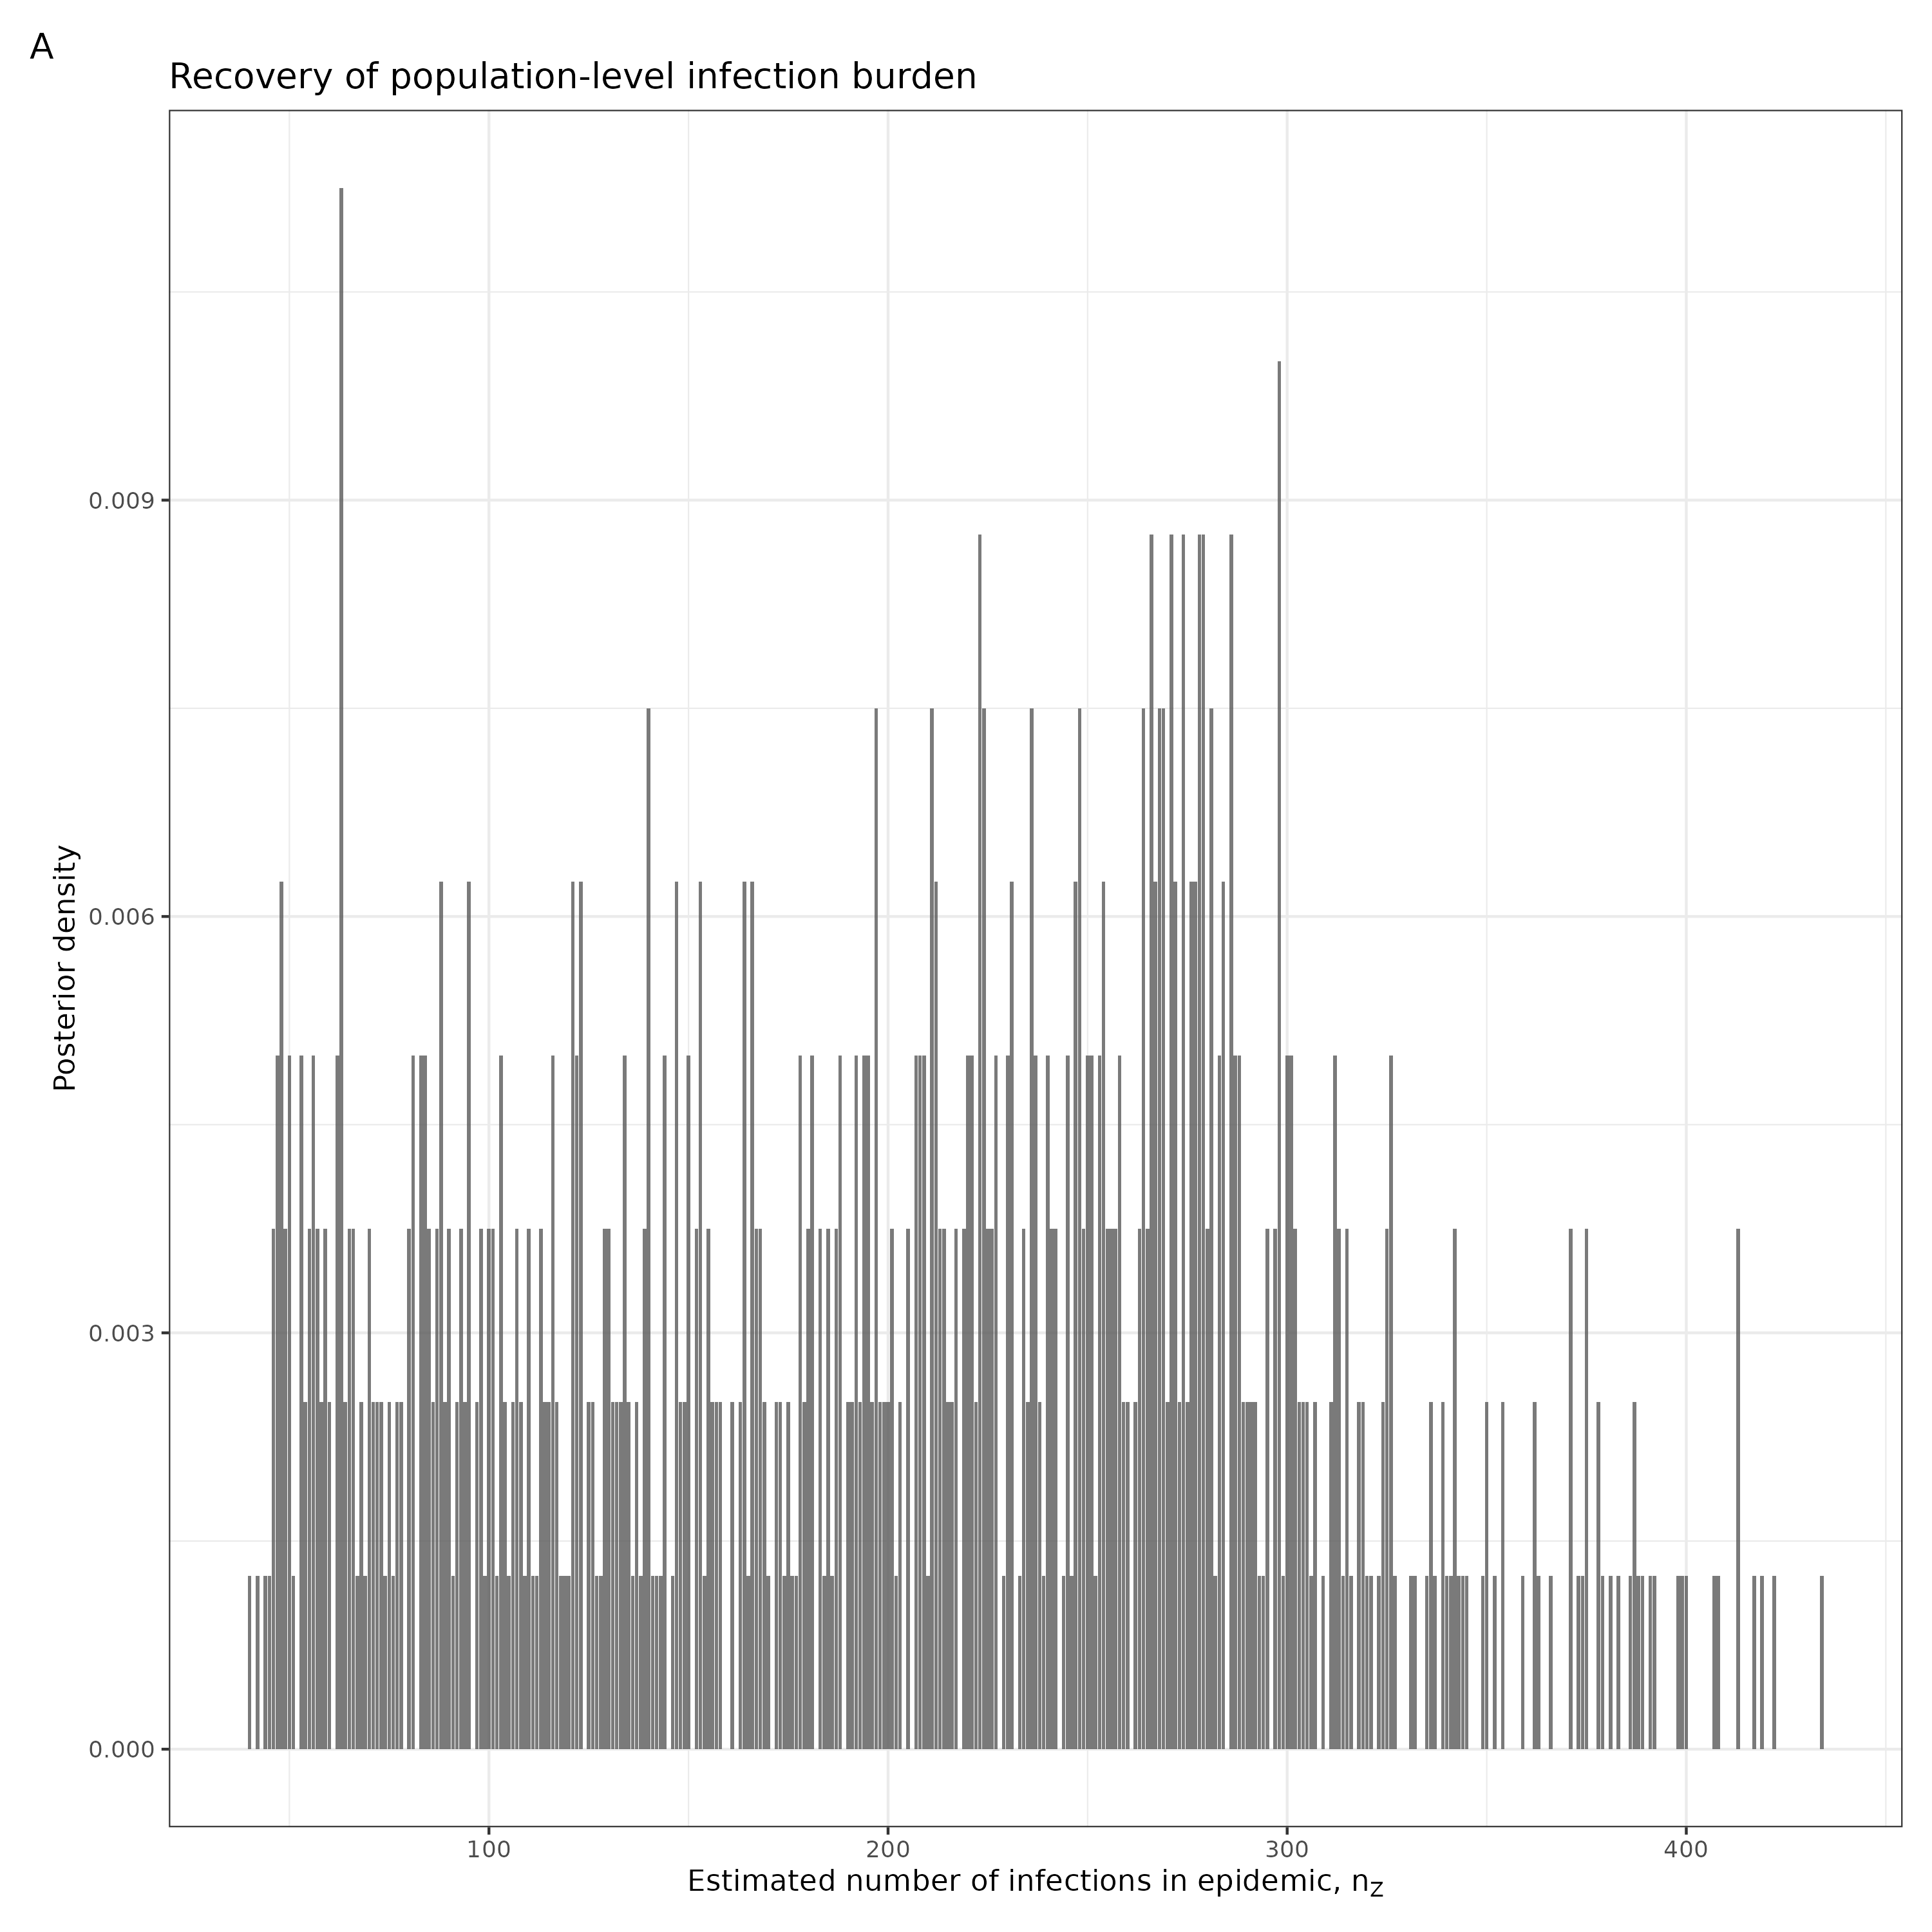 A
Recovery of population-level infection burden
Posterior density
0.009
0.006
0.003
0.000
100 200 300 400
Estimated number of infections in epidemic, nZ